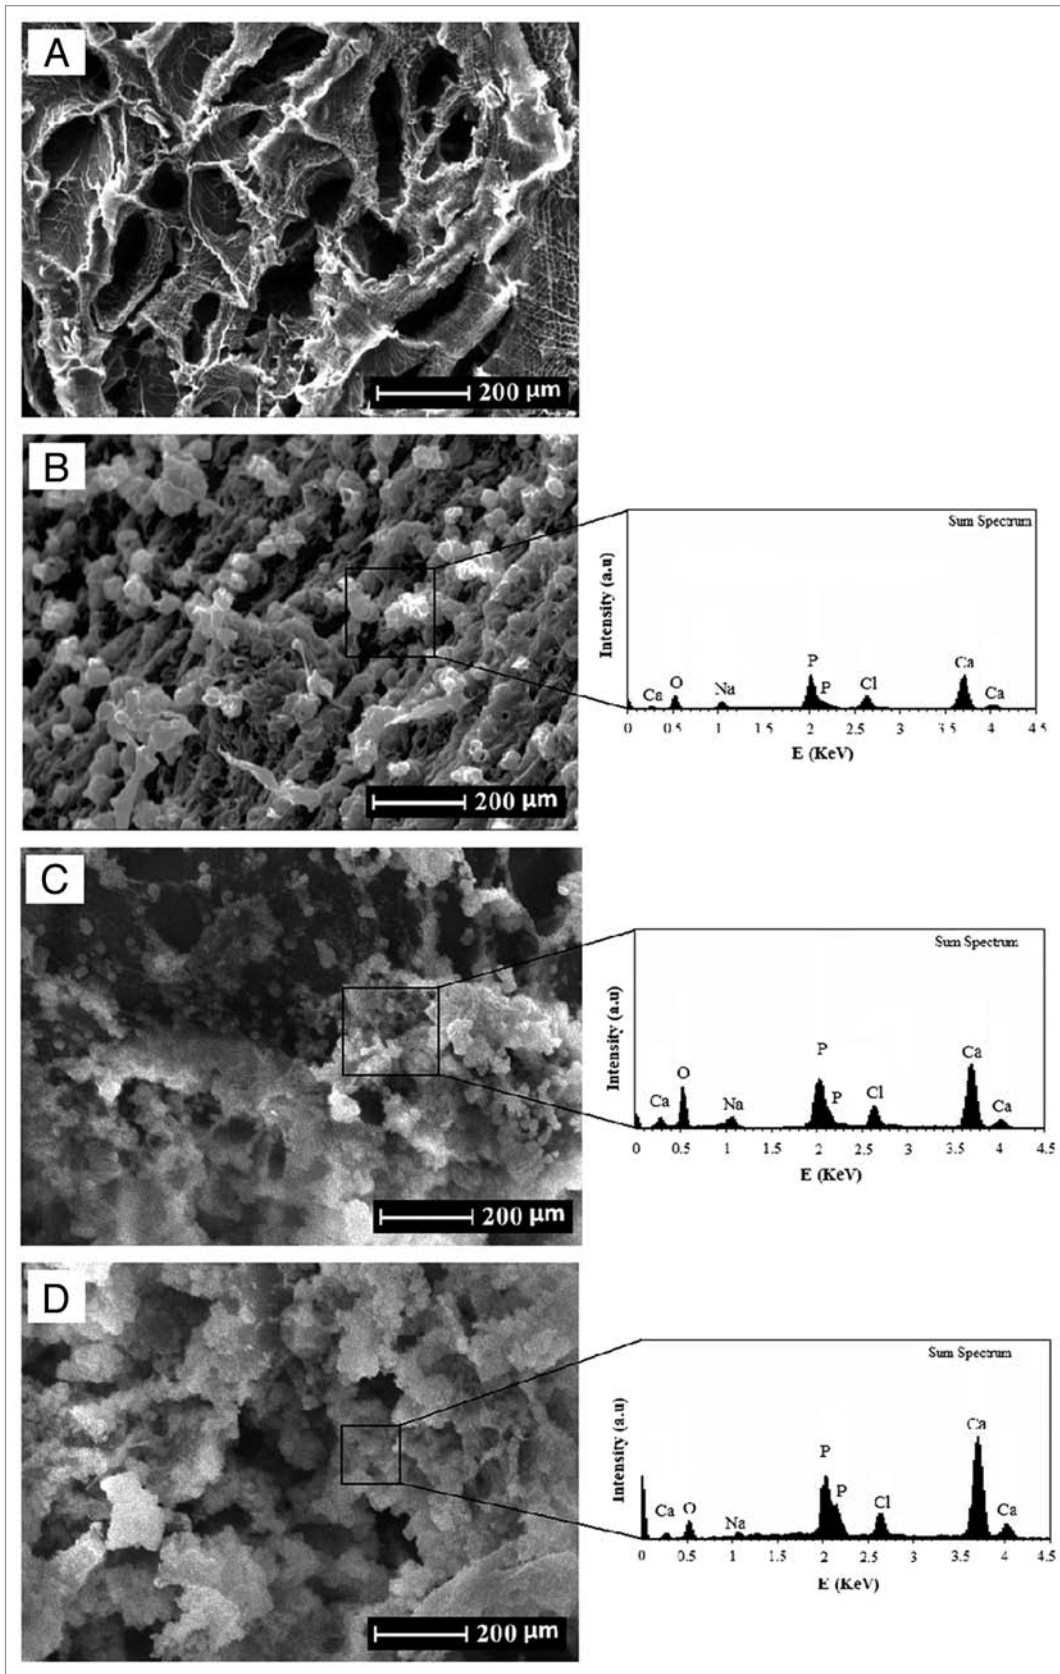 A
200 μm
B
200 μm
Sum Spectrum
Intensity (a.u)
Ca
O
Na
P
P
Cl
Ca
Ca
0 0.5 1 1.5 2 2.5 3 3.5 4 4.5
E (KeV)
C
200 μm
Sum Spectrum
Intensity (a.u)
Ca
O
Na
P
P
Cl
Ca
Ca
0 0.5 1 1.5 2 2.5 3 3.5 4 4.5
E (KeV)
D
200 μm
Sum Spectrum
Intensity (a.u)
Ca
O
Na
P
P
Cl
Ca
Ca
0 0.5 1 1.5 2 2.5 3 3.5 4 4.5
E (KeV)